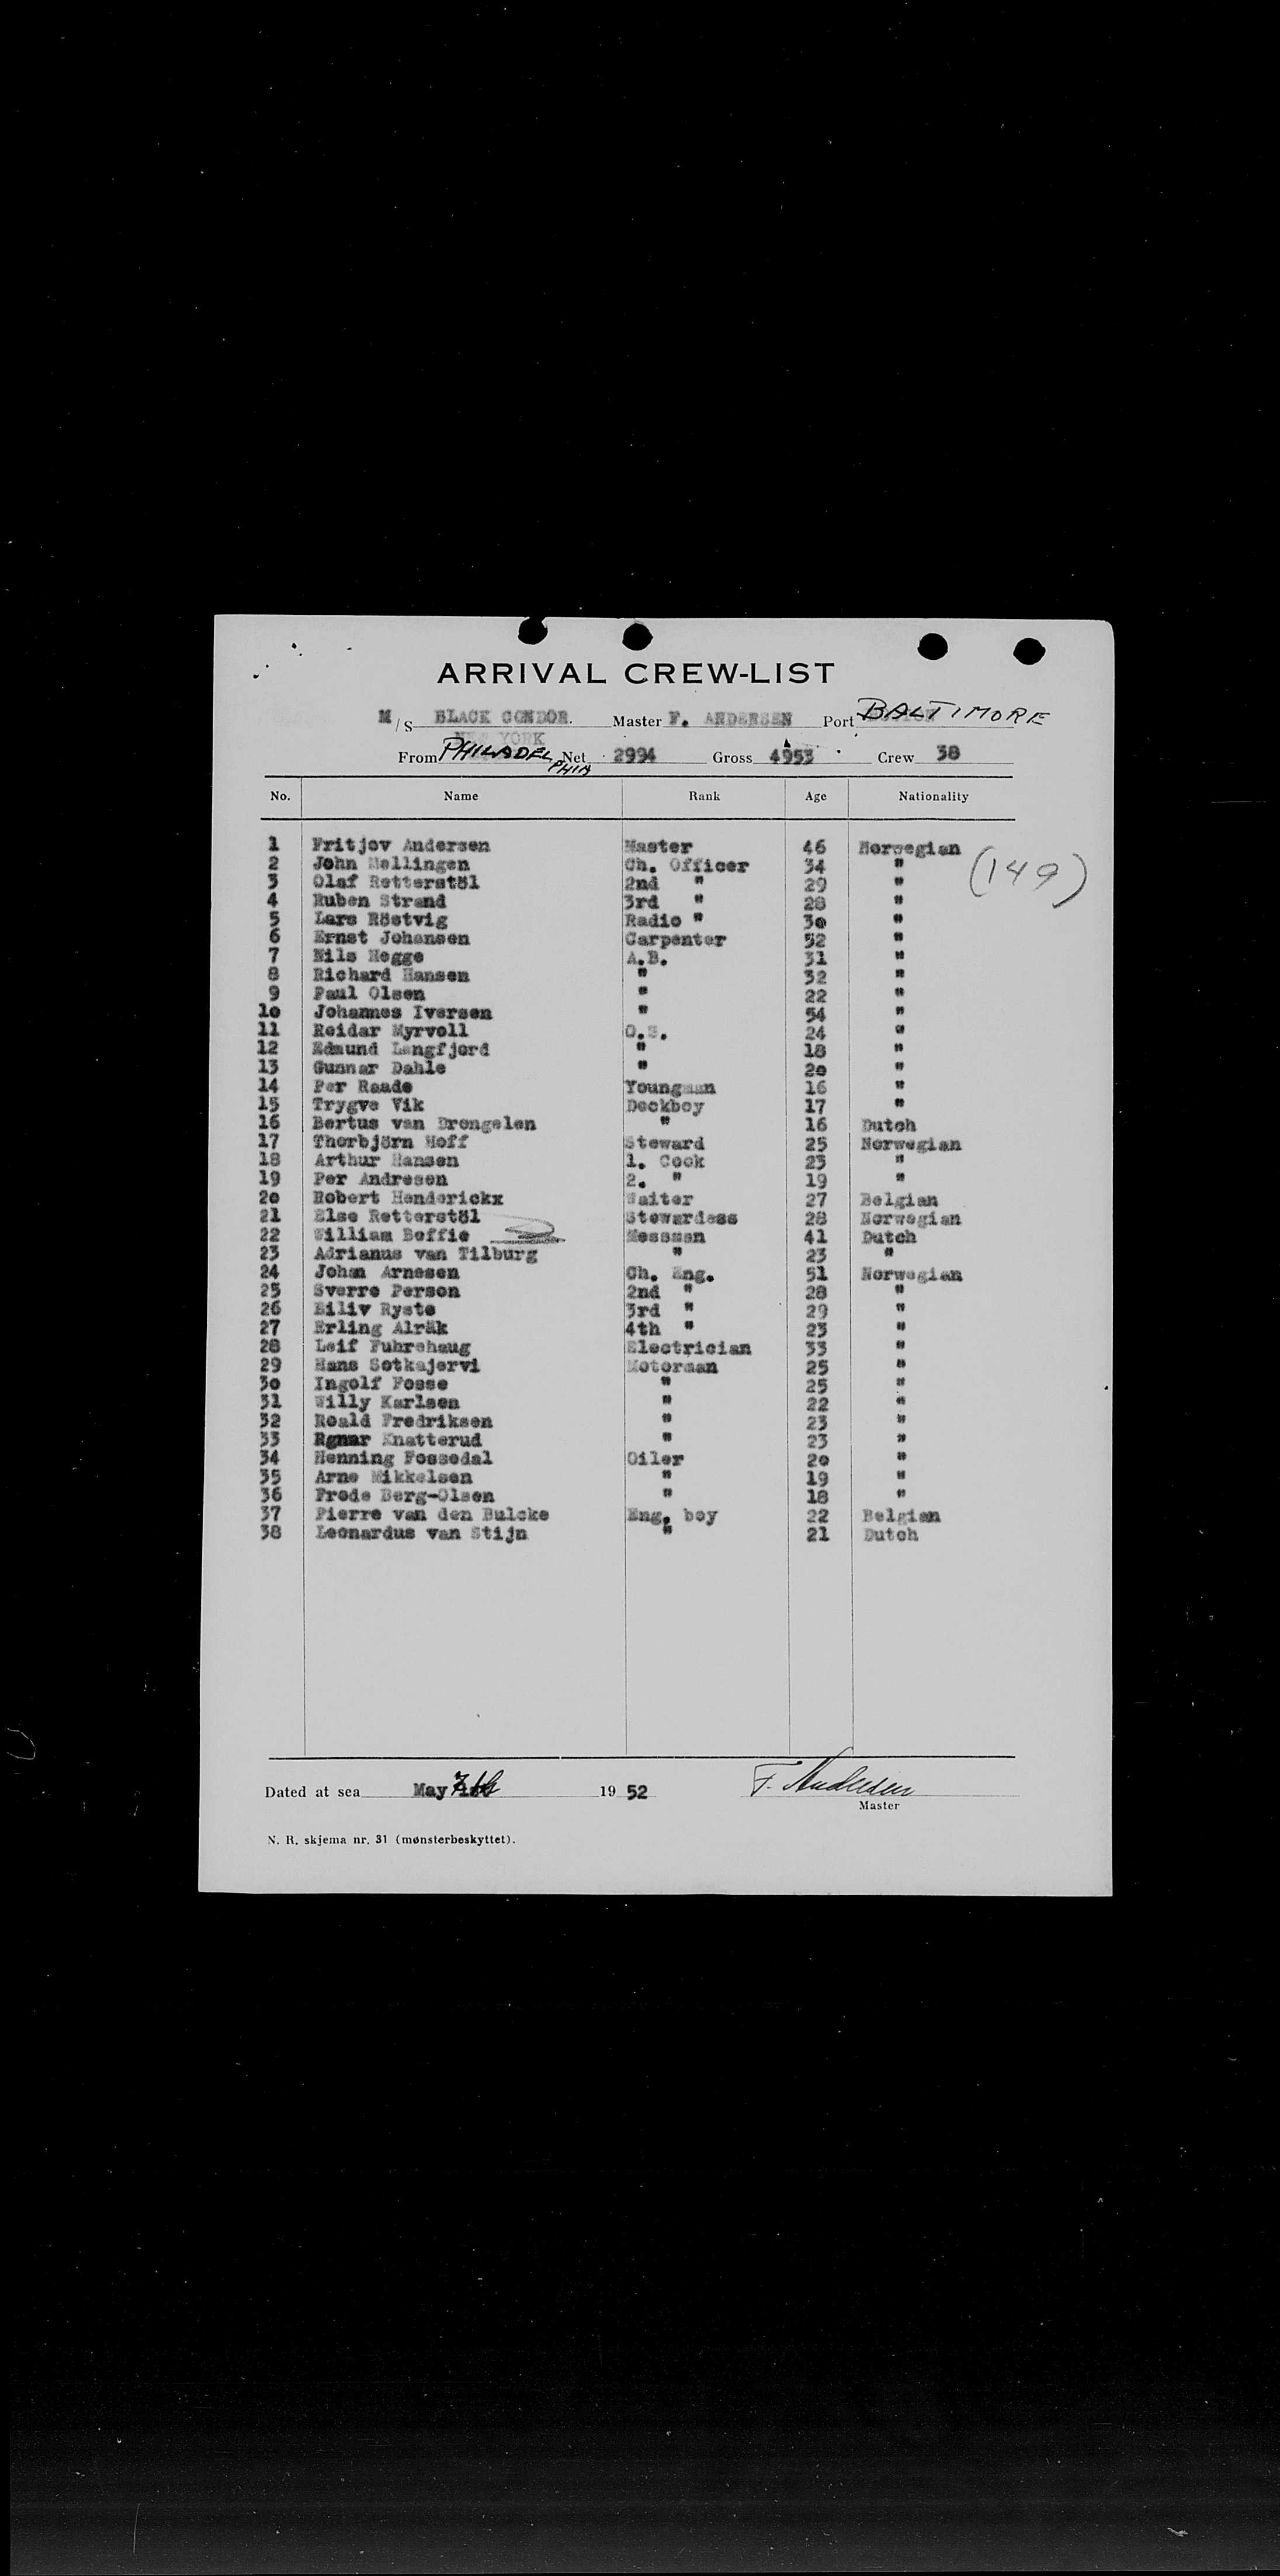 ARRIVAL CREW-LIST
M/S BLACK CONDOR. Master F. ANDERSEN Port BALTIMORE
NEW YORK
From PHILADELPHIA Net 2994 Gross 4953 Crew 38
No. Name Rank Age Nationality
1 Fritjov Andersen Master 46 Norwegian
2 John Mellingen Ch. Officer 34 "
3 Olaf Retterstöl 2nd " 29 "
(149)
4 Ruben Strand 3rd " 28 "
5 Lars Röstvig Radio " 30 "
6 Ernst Johansen Carpenter 52 "
7 Nils Hegge A.B. 31 "
8 Richard Hansen " 32 "
9 Paul Olsen " 22 "
10 Johannes Iversen " 54 "
11 Reidar Myrvoll O.S. 24 "
12 Edmund Langfjord " 18 "
13 Gunnar Dahle " 20 "
14 Per Raade Youngman 16 "
15 Trygve Vik Deckboy 17 "
16 Bertus van Drongelen " 16 Dutch
17 Thorbjörn Hoff Steward 25 Norwegian
18 Arthur Hansen 1. Cook 23 "
19 Per Andresen 2. " 19 "
20 Robert Henderickx Waiter 27 Belgian
21 Else Retterstöl Stewardess 28 Norwegian
22 William Boffie Messman 41 Dutch
23 Adrianus van Tilburg " 23 "
24 Johan Arnesen Ch. Eng. 51 Norwegian
25 Sverre Person 2nd " 28 "
26 Eiliv Ryste 3rd " 29 "
27 Erling Alräk 4th " 23 "
28 Leif Fuhrehaug Electrician 33 "
29 Hans Sotkajervi Motorman 25 "
30 Ingolf Fosse " 25 "
31 Willy Karlsen " 22 "
32 Roald Fredriksen " 23 "
33 Rgnar Knatterud " 23 "
34 Henning Fossedal Oiler 20 "
35 Arne Mikkelsen " 19 "
36 Frode Berg-Olsen " 18 "
37 Pierre van den Bulcke Eng. boy 22 Belgian
38 Leonardus van Stijn " 21 Dutch
Dated at sea May 7th 1952 F. Andersen
Master
N. R. skjema nr. 31 (mønsterbeskyttet).